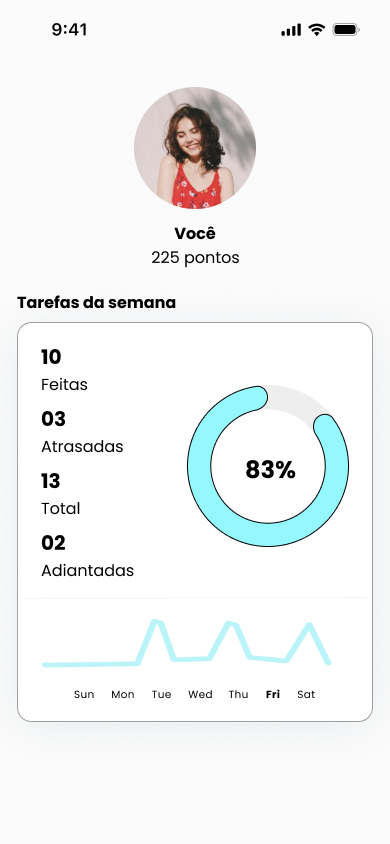 9:41
Você
225 pontos
Tarefas da semana
10
Feitas
03
Atrasadas
13
Total
02
Adiantadas
83%
Sun Mon Tue Wed Thu Fri Sat